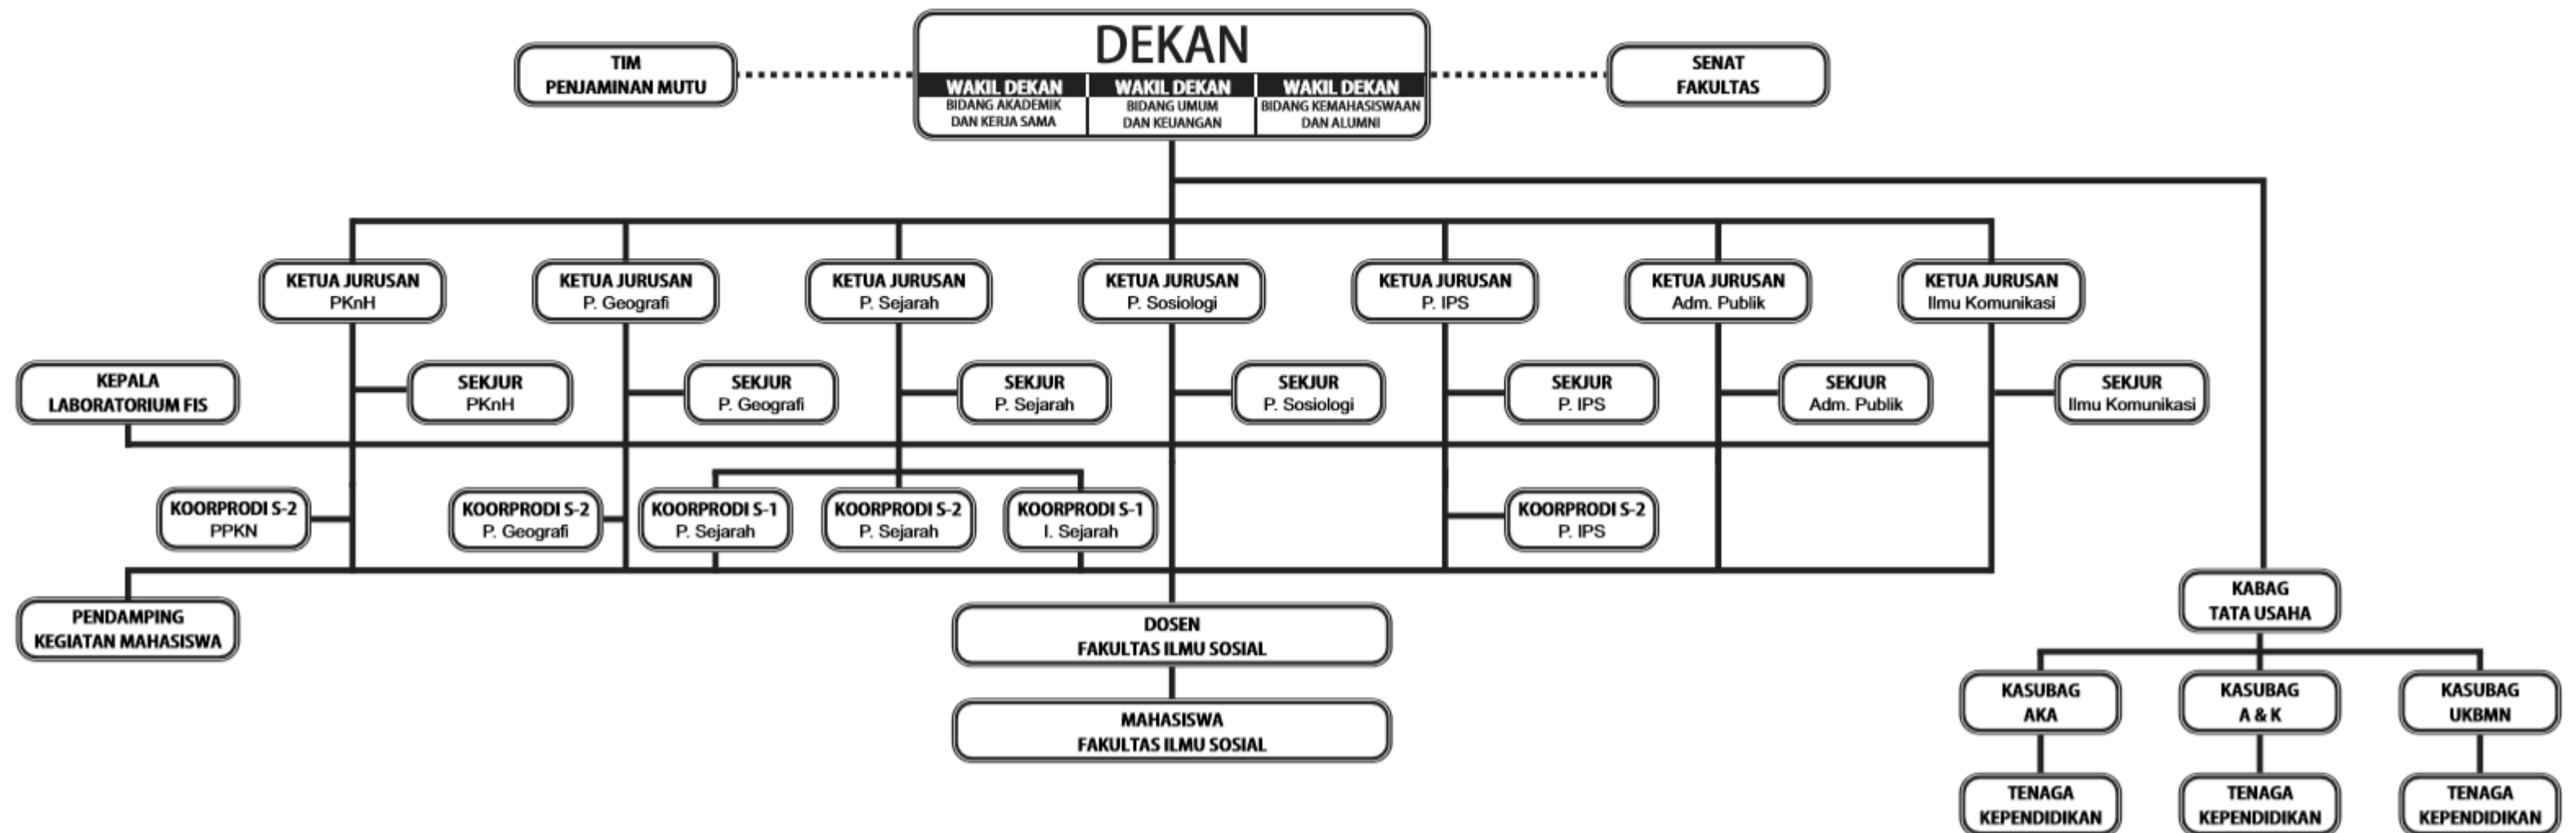 DEKAN
TIM
PENJAMINAN MUTU
WAKIL DEKAN
BIDANG AKADEMIK
DAN KERJA SAMA
WAKIL DEKAN
BIDANG UMUM
DAN KEUANGAN
WAKIL DEKAN
BIDANG KEMAHASISWAAN
DAN ALUMNI
SENAT
FAKULTAS
KETUA JURUSAN
PKnH
KETUA JURUSAN
P. Geografi
KETUA JURUSAN
P. Sejarah
KETUA JURUSAN
P. Sosiologi
KETUA JURUSAN
P. IPS
KETUA JURUSAN
Adm. Publik
KETUA JURUSAN
Ilmu Komunikasi
KEPALA
LABORATORIUM FIS
SEKJUR
PKnH
SEKJUR
P. Geografi
SEKJUR
P. Sejarah
SEKJUR
P. Sosiologi
SEKJUR
P. IPS
SEKJUR
Adm. Publik
SEKJUR
Ilmu Komunikasi
KOORPRODI S-2
PPKN
KOORPRODI S-2
P. Geografi
KOORPRODI S-1
P. Sejarah
KOORPRODI S-2
P. Sejarah
KOORPRODI S-1
I. Sejarah
KOORPRODI S-2
P. IPS
PENDAMPING
KEGIATAN MAHASISWA
DOSEN
FAKULTAS ILMU SOSIAL
KABAG
TATA USAHA
MAHASISWA
FAKULTAS ILMU SOSIAL
KASUBAG
AKA
KASUBAG
A & K
KASUBAG
UKBMN
TENAGA
KEPENDIDIKAN
TENAGA
KEPENDIDIKAN
TENAGA
KEPENDIDIKAN